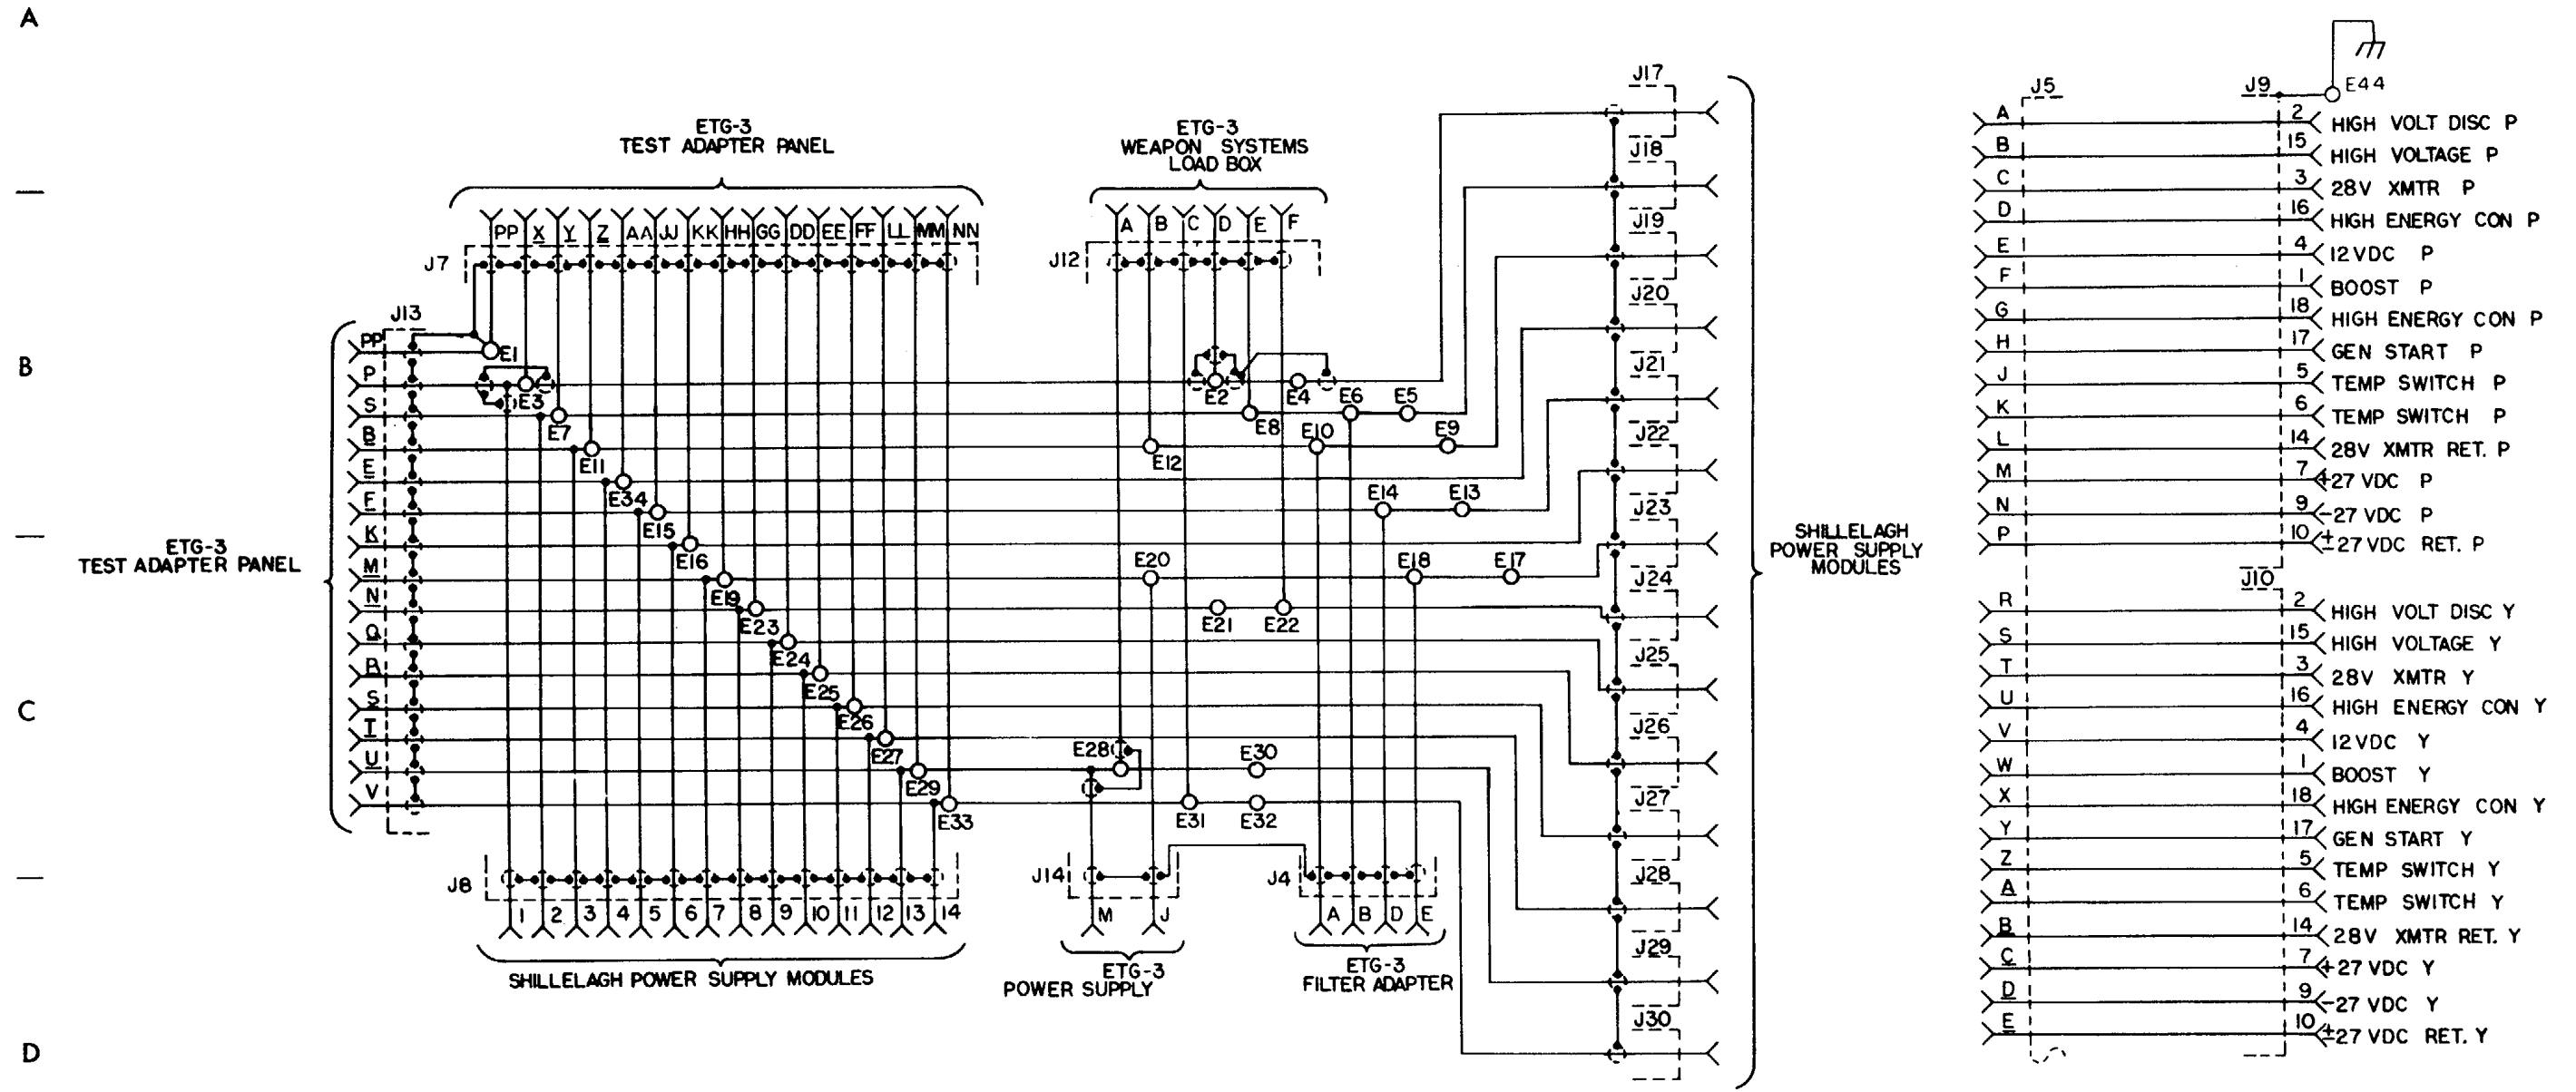 A
B
C
D
ETG-3
TEST ADAPTER PANEL
J7
PP X Y Z AA JJ KK HH GG DD EE FF LL MM NN
ETG-3
WEAPON SYSTEMS
LOAD BOX
J12
A B C D E F
ETG-3
TEST ADAPTER PANEL
J13
PP
P
S
B
E
F
K
M
N
Q
R
S
T
U
V
E1
E3
E2
E4
E7
E8
E6
E5
E11
E12
E10
E9
E34
E15
E14
E13
E16
E19
E20
E18
E17
E23
E21
E22
E24
E25
E26
E27
E28
E29
E30
E33
E31
E32
J8
1 2 3 4 5 6 7 8 9 10 11 12 13 14
SHILLELAGH POWER SUPPLY MODULES
J14
M J
ETG-3
POWER SUPPLY
J4
A B D E
ETG-3
FILTER ADAPTER
J17
J18
J19
J20
J21
J22
J23
J24
J25
J26
J27
J28
J29
J30
SHILLELAGH
POWER SUPPLY
MODULES
J5 J9 E44
A 2 HIGH VOLT DISC P
B 15 HIGH VOLTAGE P
C 3 28V XMTR P
D 16 HIGH ENERGY CON P
E 4 12VDC P
F 1 BOOST P
G 18 HIGH ENERGY CON P
H 17 GEN START P
J 5 TEMP SWITCH P
K 6 TEMP SWITCH P
L 14 28V XMTR RET. P
M 7 +27 VDC P
N 9 -27 VDC P
P 10 ±27 VDC RET. P
J10
R 2 HIGH VOLT DISC Y
S 15 HIGH VOLTAGE Y
T 3 28V XMTR Y
U 16 HIGH ENERGY CON Y
V 4 12VDC Y
W 1 BOOST Y
X 18 HIGH ENERGY CON Y
Y 17 GEN START Y
Z 5 TEMP SWITCH Y
A 6 TEMP SWITCH Y
B 14 28V XMTR RET. Y
C 7 +27 VDC Y
D 9 -27 VDC Y
E 10 ±27 VDC RET. Y